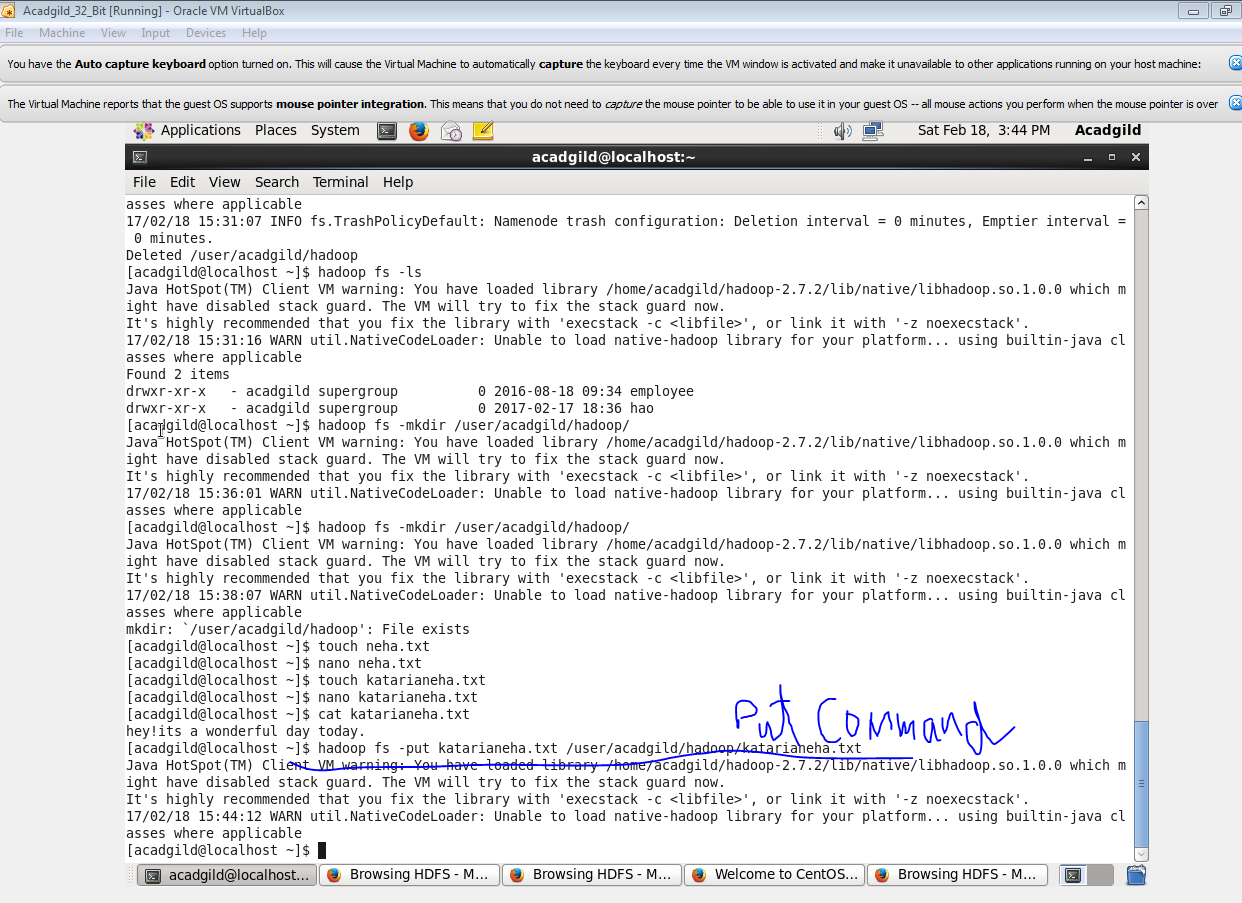 Acadgild_32_Bit [Running] - Oracle VM VirtualBox
File Machine View Input Devices Help
You have the Auto capture keyboard option turned on. This will cause the Virtual Machine to automatically capture the keyboard every time the VM window is activated and make it unavailable to other applications running on your host machine:
The Virtual Machine reports that the guest OS supports mouse pointer integration. This means that you do not need to capture the mouse pointer to be able to use it in your guest OS -- all mouse actions you perform when the mouse pointer is over
Applications Places System Sat Feb 18, 3:44 PM Acadgild
acadgild@localhost:~
File Edit View Search Terminal Help
asses where applicable
17/02/18 15:31:07 INFO fs.TrashPolicyDefault: Namenode trash configuration: Deletion interval = 0 minutes, Emptier interval =
 0 minutes.
Deleted /user/acadgild/hadoop
[acadgild@localhost ~]$ hadoop fs -ls
Java HotSpot(TM) Client VM warning: You have loaded library /home/acadgild/hadoop-2.7.2/lib/native/libhadoop.so.1.0.0 which m
ight have disabled stack guard. The VM will try to fix the stack guard now.
It's highly recommended that you fix the library with 'execstack -c <libfile>', or link it with '-z noexecstack'.
17/02/18 15:31:16 WARN util.NativeCodeLoader: Unable to load native-hadoop library for your platform... using builtin-java cl
asses where applicable
Found 2 items
drwxr-xr-x   - acadgild supergroup          0 2016-08-18 09:34 employee
drwxr-xr-x   - acadgild supergroup          0 2017-02-17 18:36 hao
[acadgild@localhost ~]$ hadoop fs -mkdir /user/acadgild/hadoop/
Java HotSpot(TM) Client VM warning: You have loaded library /home/acadgild/hadoop-2.7.2/lib/native/libhadoop.so.1.0.0 which m
ight have disabled stack guard. The VM will try to fix the stack guard now.
It's highly recommended that you fix the library with 'execstack -c <libfile>', or link it with '-z noexecstack'.
17/02/18 15:36:01 WARN util.NativeCodeLoader: Unable to load native-hadoop library for your platform... using builtin-java cl
asses where applicable
[acadgild@localhost ~]$ hadoop fs -mkdir /user/acadgild/hadoop/
Java HotSpot(TM) Client VM warning: You have loaded library /home/acadgild/hadoop-2.7.2/lib/native/libhadoop.so.1.0.0 which m
ight have disabled stack guard. The VM will try to fix the stack guard now.
It's highly recommended that you fix the library with 'execstack -c <libfile>', or link it with '-z noexecstack'.
17/02/18 15:38:07 WARN util.NativeCodeLoader: Unable to load native-hadoop library for your platform... using builtin-java cl
asses where applicable
mkdir: `/user/acadgild/hadoop': File exists
[acadgild@localhost ~]$ touch neha.txt
[acadgild@localhost ~]$ nano neha.txt
[acadgild@localhost ~]$ touch katarianeha.txt
[acadgild@localhost ~]$ nano katarianeha.txt
[acadgild@localhost ~]$ cat katarianeha.txt
hey!its a wonderful day today.
Put Command
[acadgild@localhost ~]$ hadoop fs -put katarianeha.txt /user/acadgild/hadoop/katarianeha.txt
Java HotSpot(TM) Client VM warning: You have loaded library /home/acadgild/hadoop-2.7.2/lib/native/libhadoop.so.1.0.0 which m
ight have disabled stack guard. The VM will try to fix the stack guard now.
It's highly recommended that you fix the library with 'execstack -c <libfile>', or link it with '-z noexecstack'.
17/02/18 15:44:12 WARN util.NativeCodeLoader: Unable to load native-hadoop library for your platform... using builtin-java cl
asses where applicable
[acadgild@localhost ~]$
acadgild@localhost... Browsing HDFS - M... Browsing HDFS - M... Welcome to CentOS... Browsing HDFS - M...